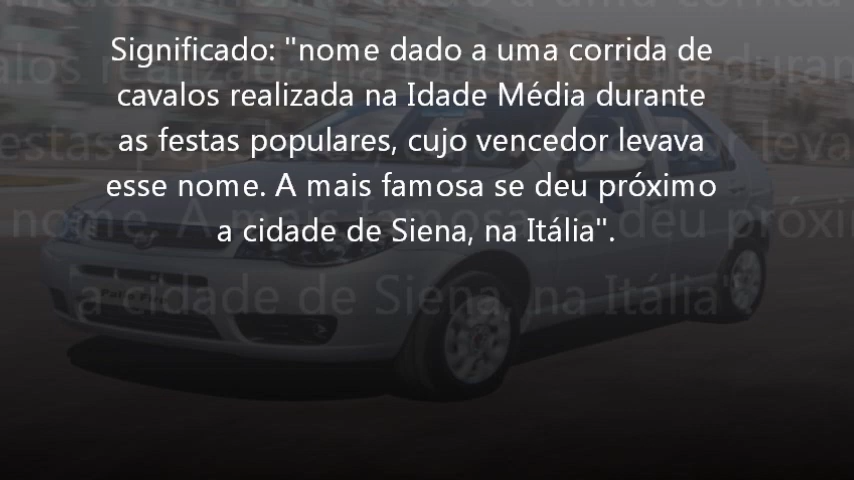 Significado: "nome dado a uma corrida de
cavalos realizada na Idade Média durante
as festas populares, cujo vencedor levava
esse nome. A mais famosa se deu próximo
a cidade de Siena, na Itália".